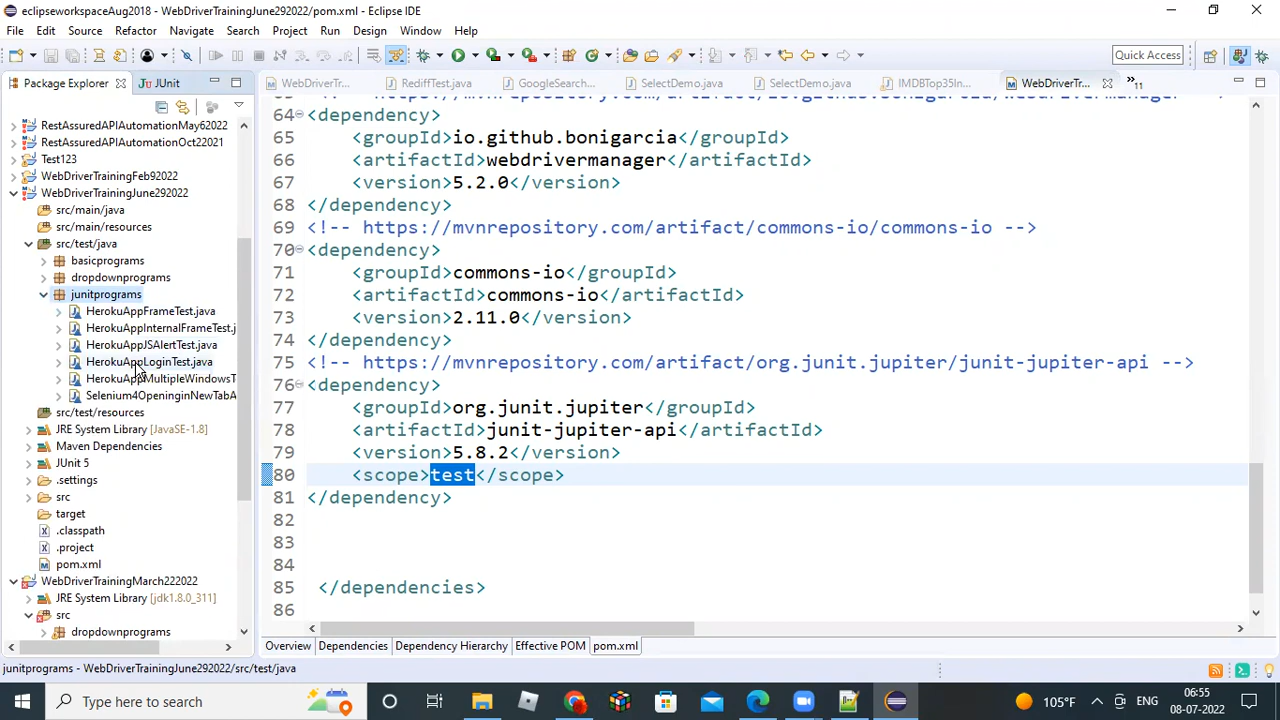 eclipseworkspaceAug2018 - WebDriverTrainingJune292022/pom.xml - Eclipse IDE
File Edit Source Refactor Navigate Search Project Run Design Window Help
Quick Access
Package Explorer JUnit
WebDriverTr... RediffTest.java GoogleSearch... SelectDemo.java SelectDemo.java IMDBTop35In... WebDriverTr... »11
RestAssuredAPIAutomationMay62022
RestAssuredAPIAutomationOct22021
Test123
WebDriverTrainingFeb92022
WebDriverTrainingJune292022
src/main/java
src/main/resources
src/test/java
basicprograms
dropdownprograms
junitprograms
HerokuAppFrameTest.java
HerokuAppInternalFrameTest.j
HerokuAppJSAlertTest.java
HerokuAppLoginTest.java
HerokuAppMultipleWindowsT
Selenium4OpeninginNewTabA
src/test/resources
JRE System Library [JavaSE-1.8]
Maven Dependencies
JUnit 5
.settings
src
target
.classpath
.project
pom.xml
WebDriverTrainingMarch222022
JRE System Library [jdk1.8.0_311]
src
dropdownprograms
64 <dependency>
65 <groupId>io.github.bonigarcia</groupId>
66 <artifactId>webdrivermanager</artifactId>
67 <version>5.2.0</version>
68 </dependency>
69 <!-- https://mvnrepository.com/artifact/commons-io/commons-io -->
70 <dependency>
71 <groupId>commons-io</groupId>
72 <artifactId>commons-io</artifactId>
73 <version>2.11.0</version>
74 </dependency>
75 <!-- https://mvnrepository.com/artifact/org.junit.jupiter/junit-jupiter-api -->
76 <dependency>
77 <groupId>org.junit.jupiter</groupId>
78 <artifactId>junit-jupiter-api</artifactId>
79 <version>5.8.2</version>
80 <scope>test</scope>
81 </dependency>
82
83
84
85 </dependencies>
86
Overview Dependencies Dependency Hierarchy Effective POM pom.xml
junitprograms - WebDriverTrainingJune292022/src/test/java
Type here to search
105°F
ENG
06:55
08-07-2022